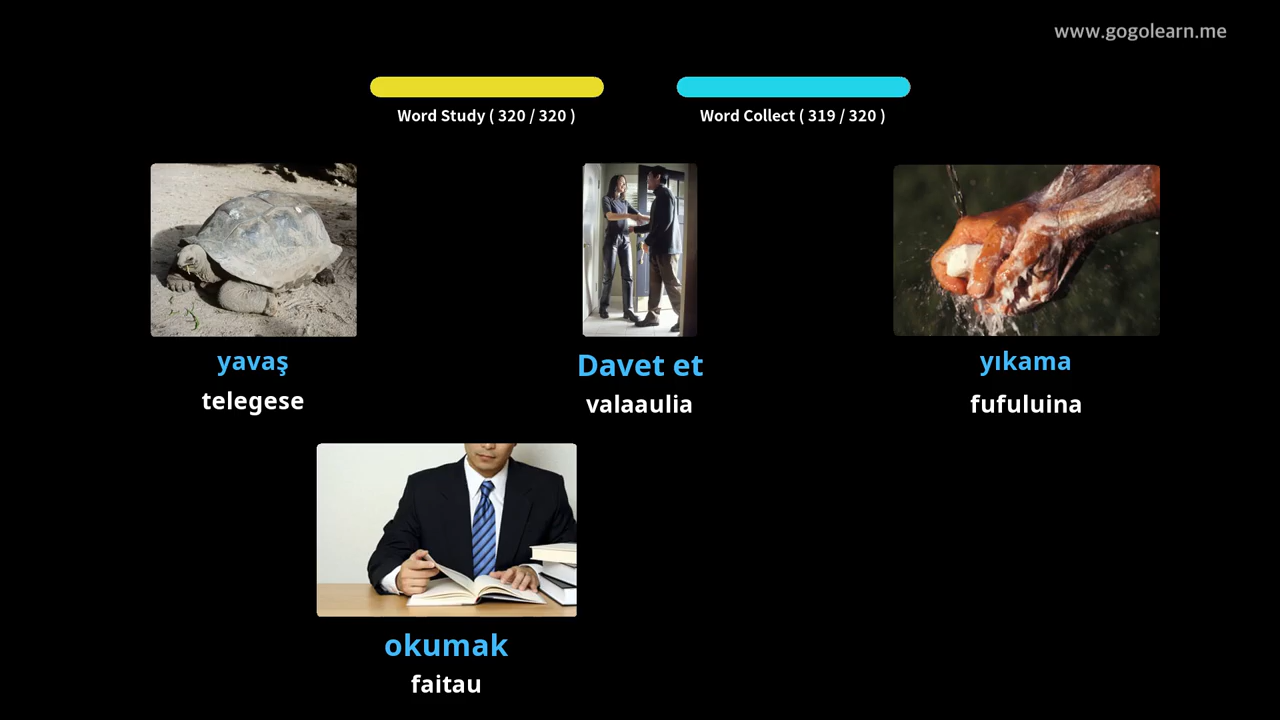 www.gogolearn.me
Word Study ( 320 / 320 )
Word Collect ( 319 / 320 )
yavaş
telegese
Davet et
valaaulia
yıkama
fufuluina
okumak
faitau